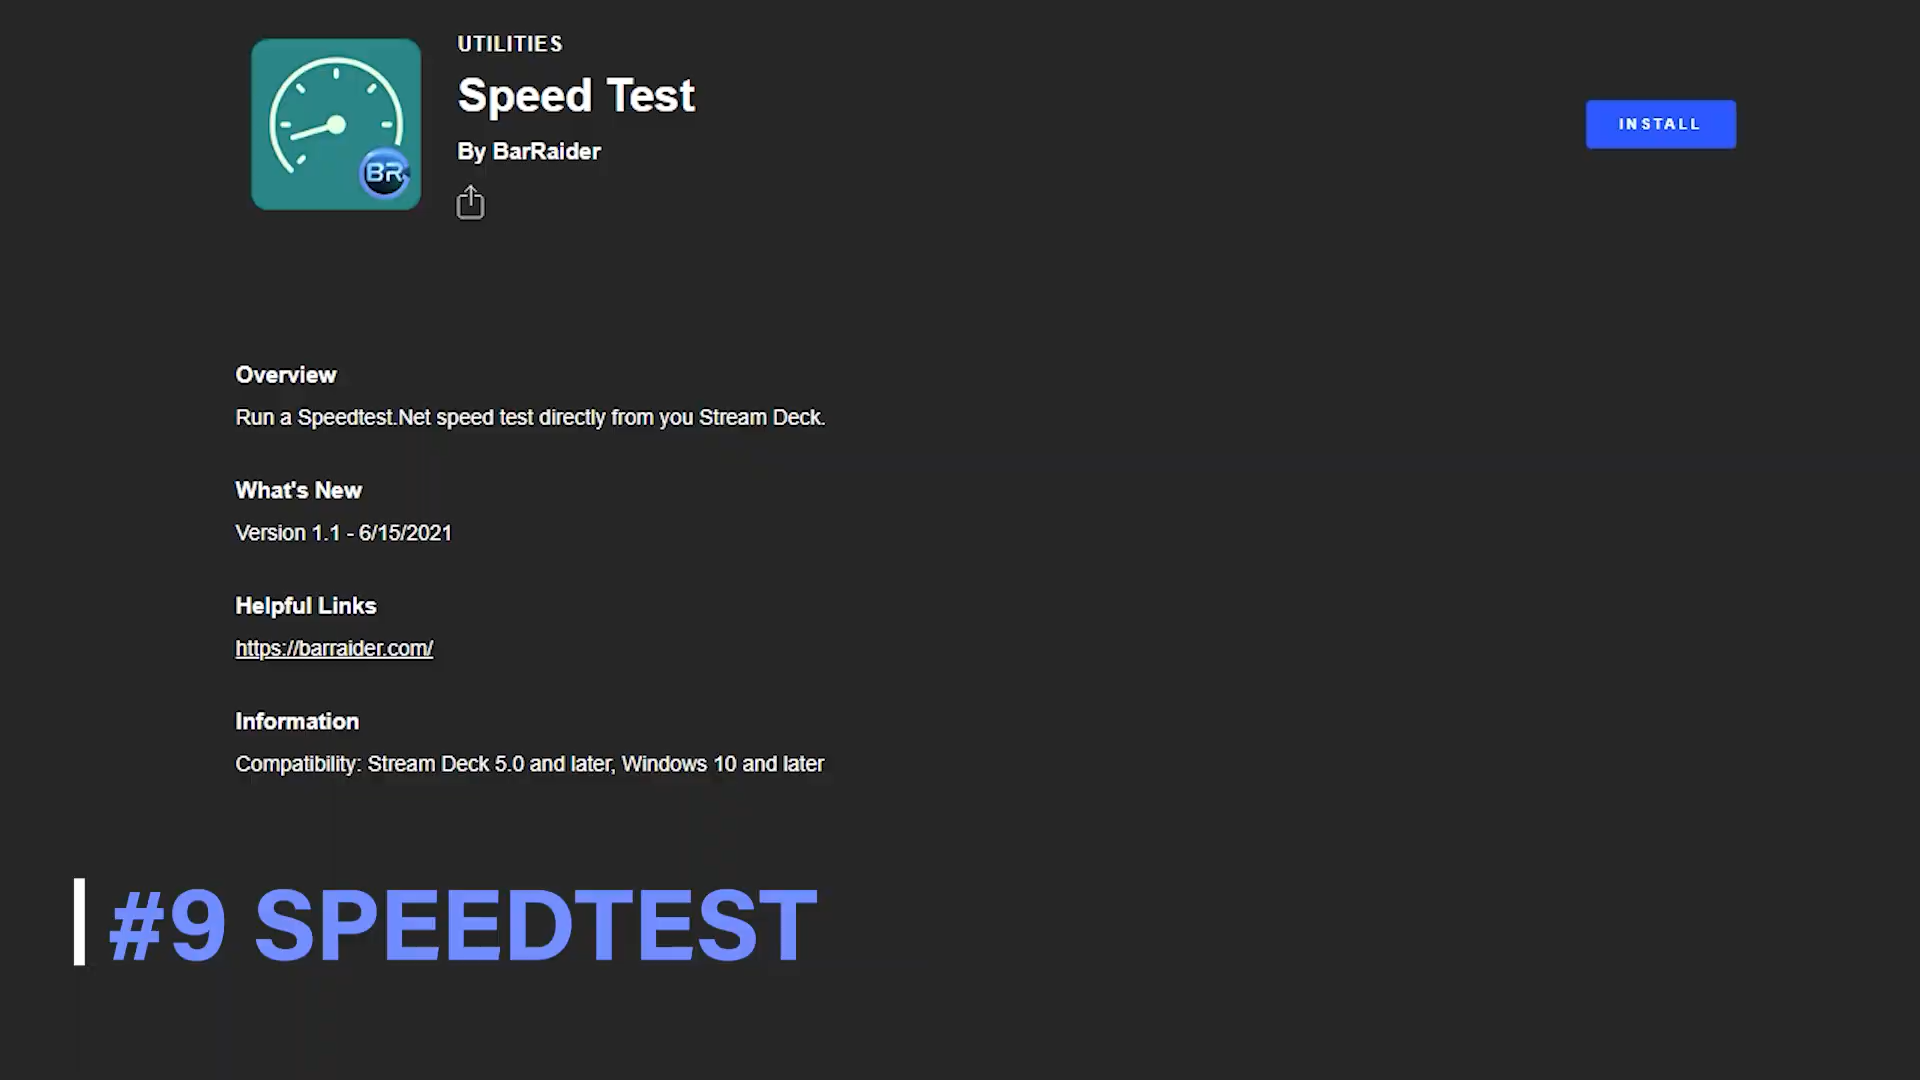 UTILITIES
Speed Test
By BarRaider
BR
INSTALL
Overview
Run a Speedtest.Net speed test directly from you Stream Deck.
What's New
Version 1.1 - 6/15/2021
Helpful Links
https://barraider.com/
Information
Compatibility: Stream Deck 5.0 and later, Windows 10 and later
#9 SPEEDTEST